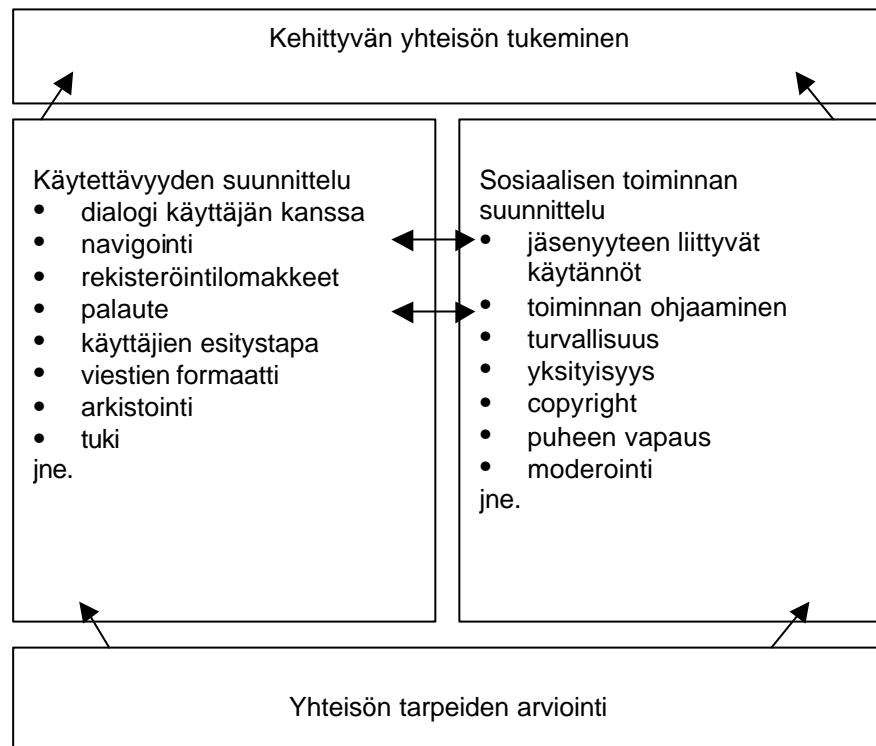 Kehittyvän yhteisön tukeminen
Käytettävyyden suunnittelu
• dialogi käyttäjän kanssa
• navigointi
• rekisteröintilomakkeet
• palaute
• käyttäjien esitystapa
• viestien formaatti
• arkistointi
• tuki
jne.
Sosiaalisen toiminnan
suunnittelu
• jäsenyyteen liittyvät
käytännöt
• toiminnan ohjaaminen
• turvallisuus
• yksityisyys
• copyright
• puheen vapaus
• moderointi
jne.
Yhteisön tarpeiden arviointi